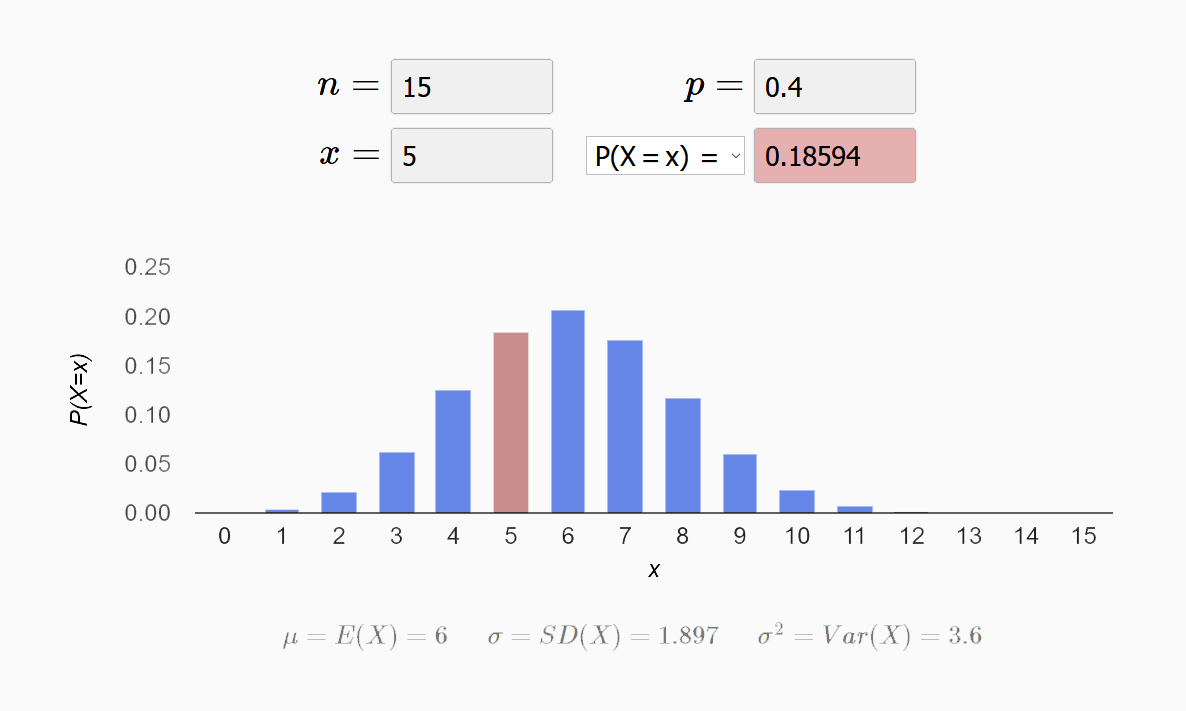 n = 15 p = 0.4
x = 5 P(X = x) = 0.18594
0.25
0.20
0.15
0.10
0.05
0.00
P(X=x)
0 1 2 3 4 5 6 7 8 9 10 11 12 13 14 15
x
μ = E(X) = 6 σ = SD(X) = 1.897 σ² = Var(X) = 3.6